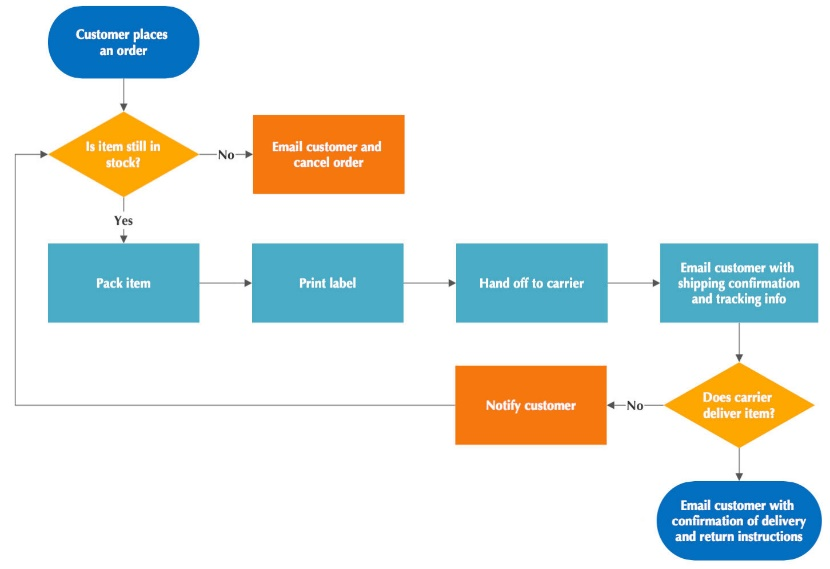 Customer places
an order
Is item still in
stock?
No
Email customer and
cancel order
Yes
Pack item
Print label
Hand off to carrier
Email customer with
shipping confirmation
and tracking info
Notify customer
No
Does carrier
deliver item?
Email customer with
confirmation of delivery
and return instructions